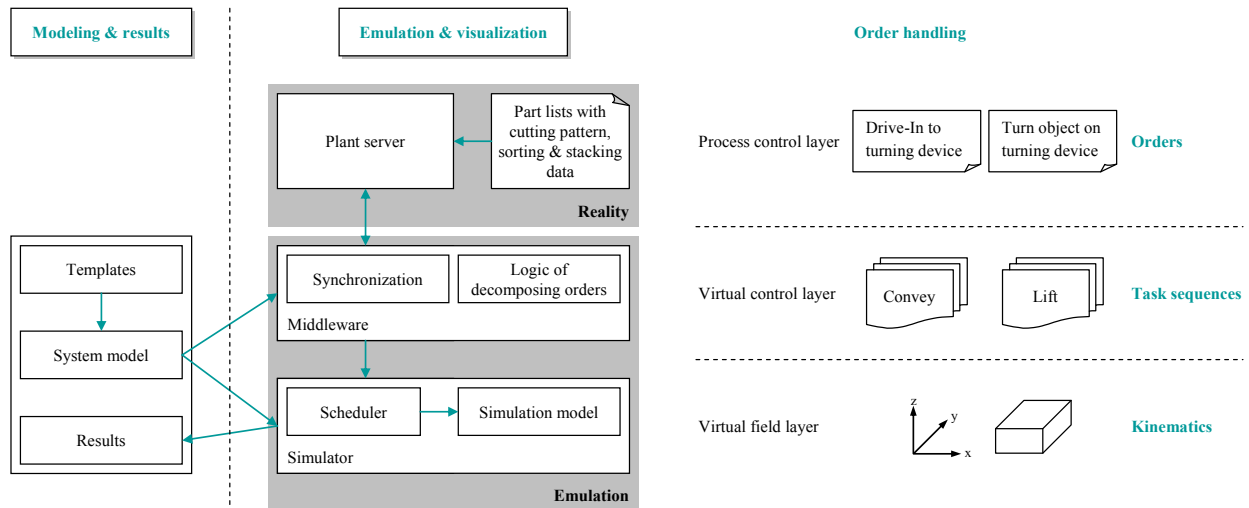 Modeling & results
Emulation & visualization
Order handling
Plant server
Part lists with
cutting pattern,
sorting & stacking
data
Reality
Process control layer
Drive-In to
turning device
Turn object on
turning device
Orders
Templates
System model
Results
Synchronization
Logic of
decomposing orders
Middleware
Scheduler
Simulation model
Simulator
Emulation
Virtual control layer
Convey
Lift
Task sequences
Virtual field layer
z
y
x
Kinematics